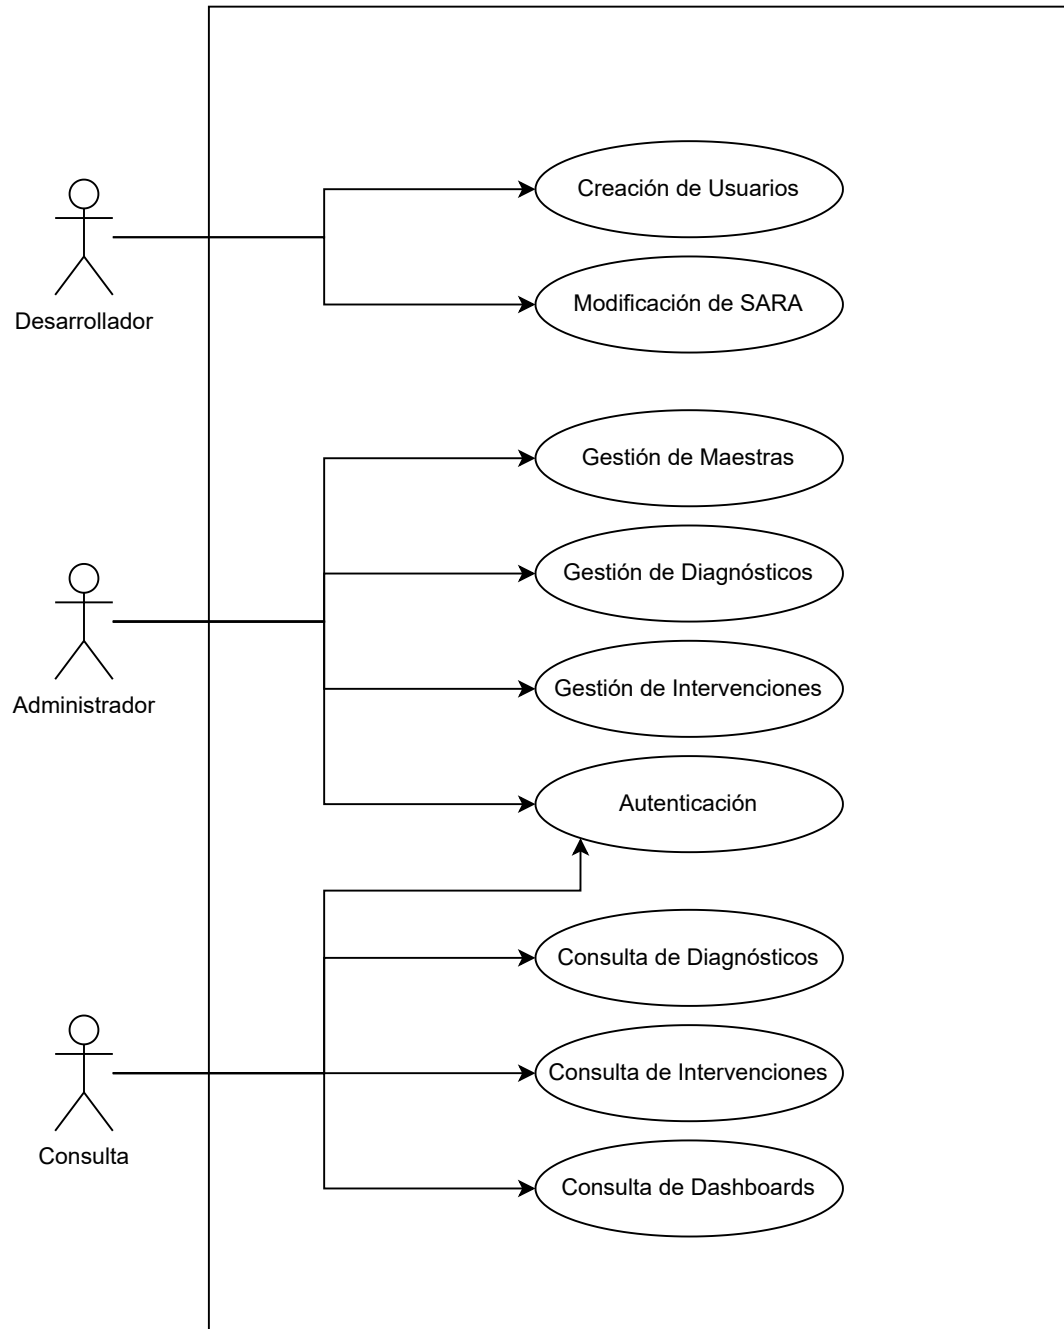 Creación de Usuarios
Modificación de SARA
Desarrollador
Gestión de Maestras
Gestión de Diagnósticos
Gestión de Intervenciones
Administrador
Autenticación
Consulta de Diagnósticos
Consulta de Intervenciones
Consulta
Consulta de Dashboards